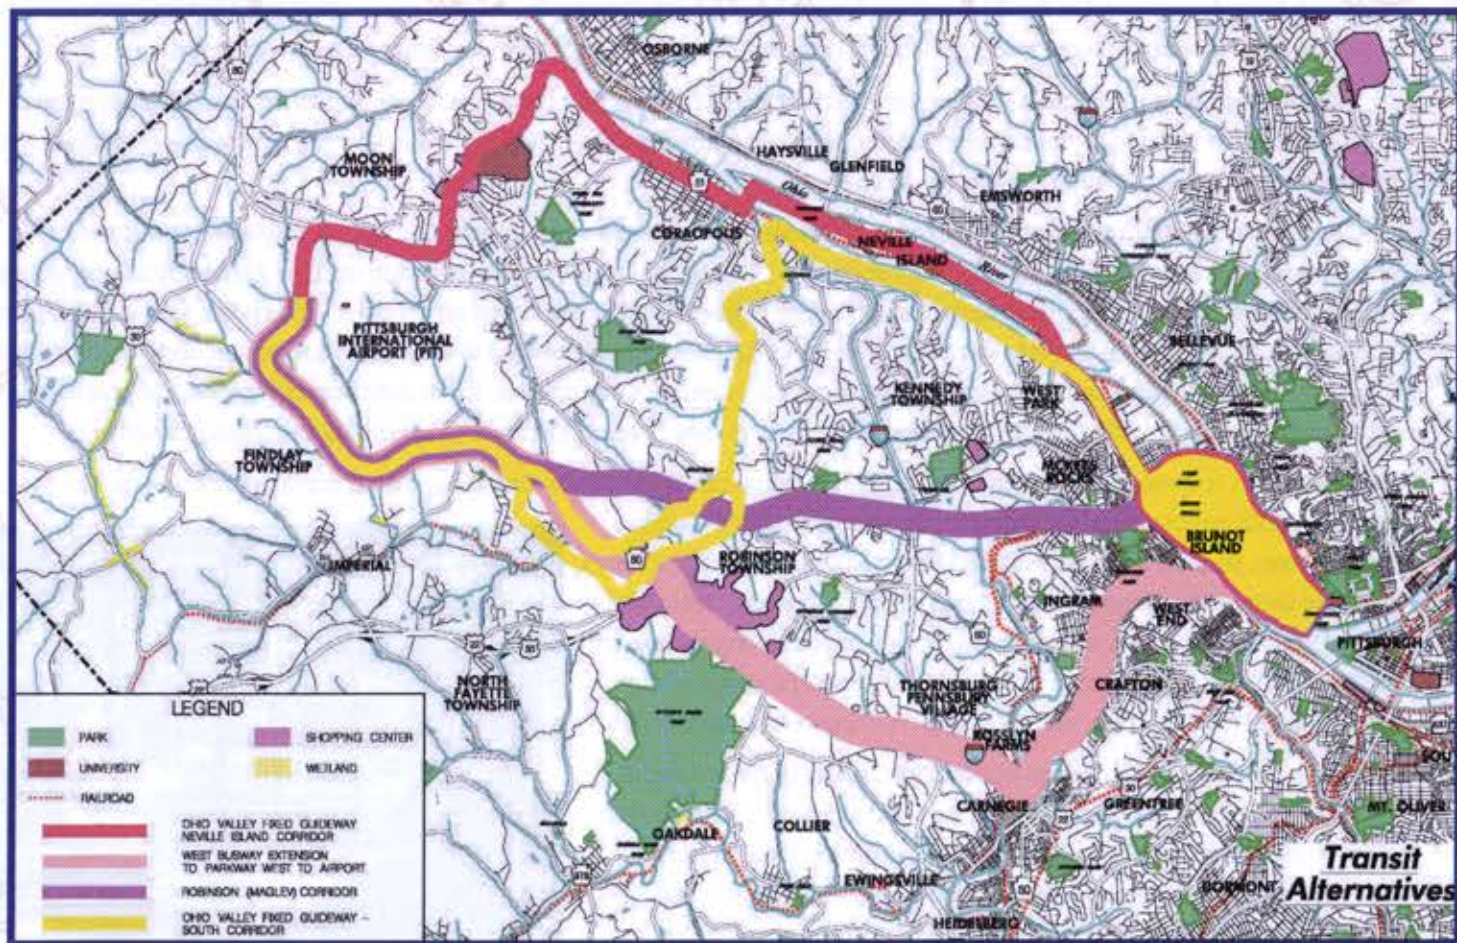 OSBORNE
HAYSVILLE
GLENFIELD
MOON
TOWNSHIP
EMSWORTH
Ohio
River
CORAOPOLIS
NEVILLE
ISLAND
PITTSBURGH
INTERNATIONAL
AIRPORT (PIT)
BELLEVUE
KENNEDY
TOWNSHIP
WEST
PARK
FINDLAY
TOWNSHIP
MCKEES
ROCKS
BRUNOT
ISLAND
ROBINSON
TOWNSHIP
IMPERIAL
INGRAM
WEST
END
PITTSBURGH
NORTH
FAYETTE
TOWNSHIP
THORNSBURG
PENNSBURY
VILLAGE
CRAFTON
ROSSLYN
FARMS
CARNEGIE
GREENTREE
MT. OLIVER
SOU
OAKDALE
COLLIER
EWINGSVILLE
HEIDELBERG
DORMONT
Transit
Alternatives
LEGEND
PARK
SHOPPING CENTER
UNIVERSITY
WETLAND
RAILROAD
OHIO VALLEY FIXED GUIDEWAY
NEVILLE ISLAND CORRIDOR
WEST BUSWAY EXTENSION
TO PARKWAY WEST TO AIRPORT
ROBINSON (MAGLEV) CORRIDOR
OHIO VALLEY FIXED GUIDEWAY -
SOUTH CORRIDOR